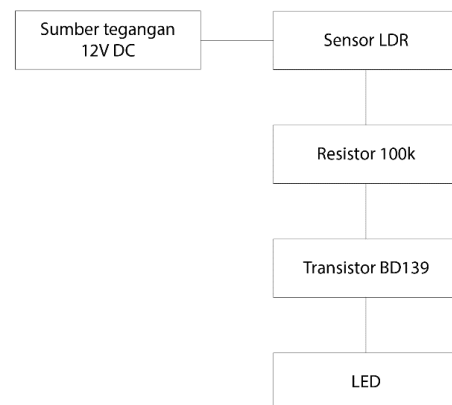 Sumber tegangan
12V DC
Sensor LDR
Resistor 100k
Transistor BD139
LED